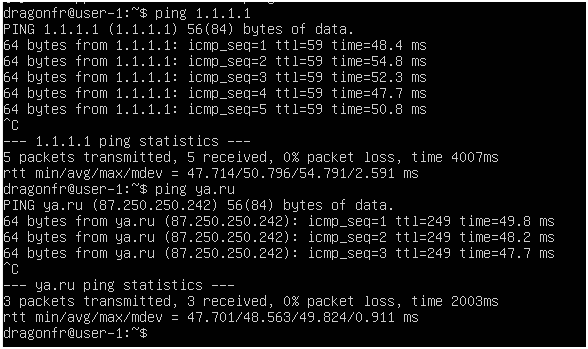 dragonfr@user-1:~$ ping 1.1.1.1
PING 1.1.1.1 (1.1.1.1) 56(84) bytes of data.
64 bytes from 1.1.1.1: icmp_seq=1 ttl=59 time=48.4 ms
64 bytes from 1.1.1.1: icmp_seq=2 ttl=59 time=54.8 ms
64 bytes from 1.1.1.1: icmp_seq=3 ttl=59 time=52.3 ms
64 bytes from 1.1.1.1: icmp_seq=4 ttl=59 time=47.7 ms
64 bytes from 1.1.1.1: icmp_seq=5 ttl=59 time=50.8 ms
^C
--- 1.1.1.1 ping statistics ---
5 packets transmitted, 5 received, 0% packet loss, time 4007ms
rtt min/avg/max/mdev = 47.714/50.796/54.791/2.591 ms
dragonfr@user-1:~$ ping ya.ru
PING ya.ru (87.250.250.242) 56(84) bytes of data.
64 bytes from ya.ru (87.250.250.242): icmp_seq=1 ttl=249 time=49.8 ms
64 bytes from ya.ru (87.250.250.242): icmp_seq=2 ttl=249 time=48.2 ms
64 bytes from ya.ru (87.250.250.242): icmp_seq=3 ttl=249 time=47.7 ms
^C
--- ya.ru ping statistics ---
3 packets transmitted, 3 received, 0% packet loss, time 2003ms
rtt min/avg/max/mdev = 47.701/48.563/49.824/0.911 ms
dragonfr@user-1:~$